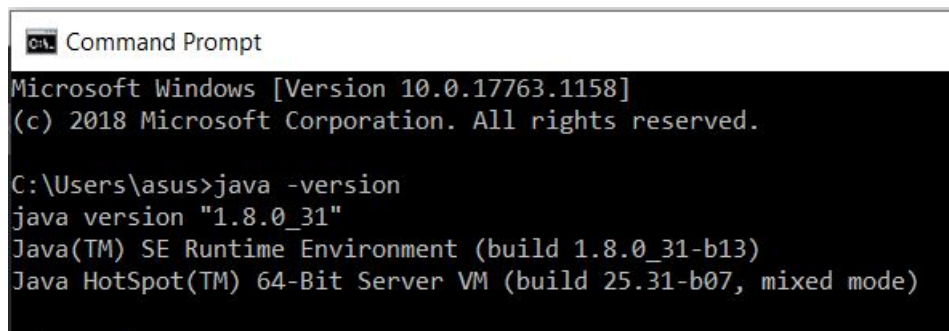 Command Prompt
Microsoft Windows [Version 10.0.17763.1158]
(c) 2018 Microsoft Corporation. All rights reserved.
C:\Users\asus>java -version
java version "1.8.0_31"
Java(TM) SE Runtime Environment (build 1.8.0_31-b13)
Java HotSpot(TM) 64-Bit Server VM (build 25.31-b07, mixed mode)